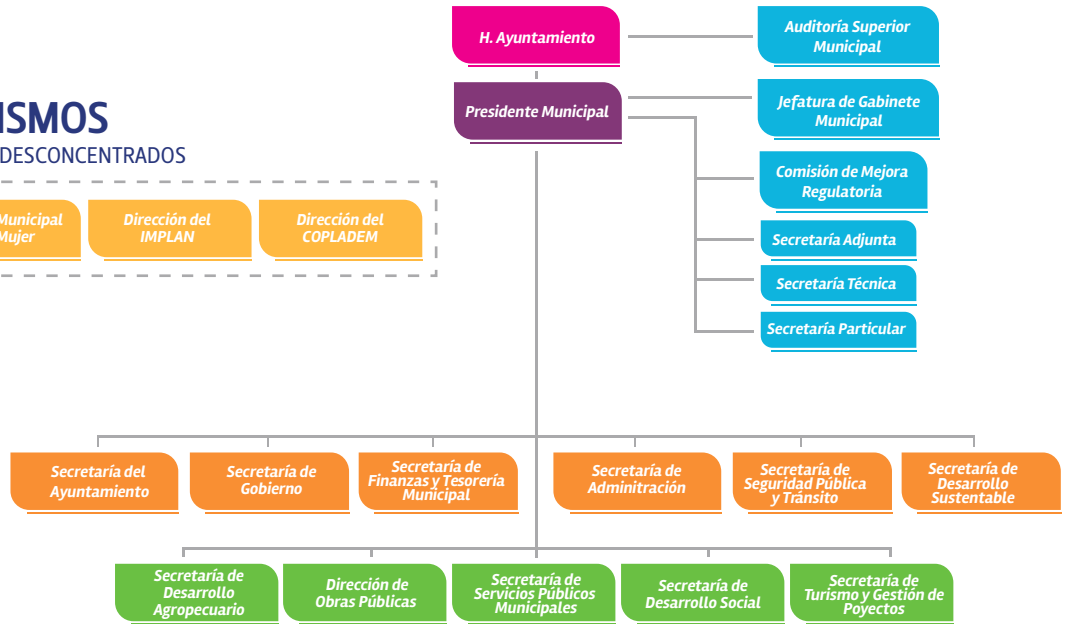 H. Ayuntamiento
Auditoría Superior
Municipal
Presidente Municipal
Jefatura de Gabinete
Municipal
Comisión de Mejora
Regulatoria
Secretaría Adjunta
Secretaría Técnica
Secretaría Particular
ISMOS
DESCONCENTRADOS
Municipal
Mujer
Dirección del
IMPLAN
Dirección del
COPLADEM
Secretaría del
Ayuntamiento
Secretaría de
Gobierno
Secretaría de
Finanzas y Tesorería
Municipal
Secretaría de
Adminitración
Secretaría de
Seguridad Pública
y Tránsito
Secretaría de
Desarrollo
Sustentable
Secretaría de
Desarrollo
Agropecuario
Dirección de
Obras Públicas
Secretaría de
Servicios Públicos
Municipales
Secretaría de
Desarrollo Social
Secretaría de
Turismo y Gestión de
Poyectos